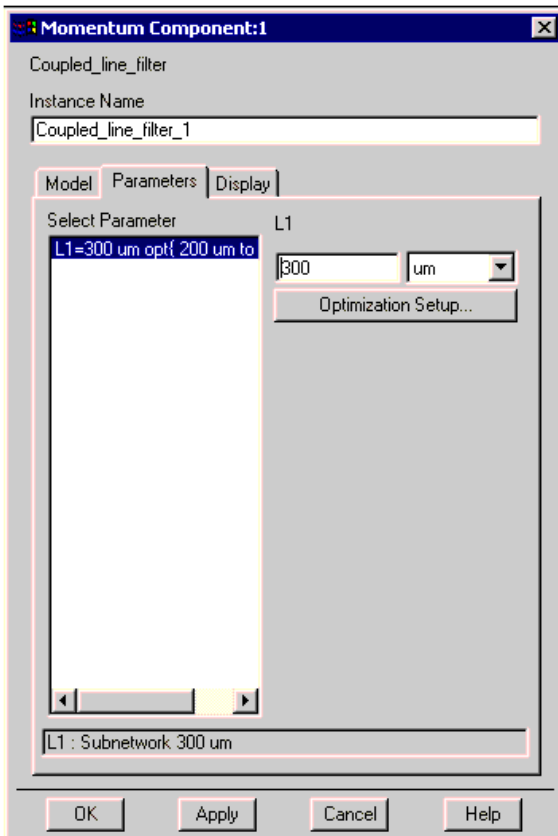 Momentum Component:1
Coupled_line_filter
Instance Name
Coupled_line_filter_1
Model Parameters Display
Select Parameter
L1=300 um opt{ 200 um to
L1
300 um
Optimization Setup...
L1 : Subnetwork 300 um
OK Apply Cancel Help